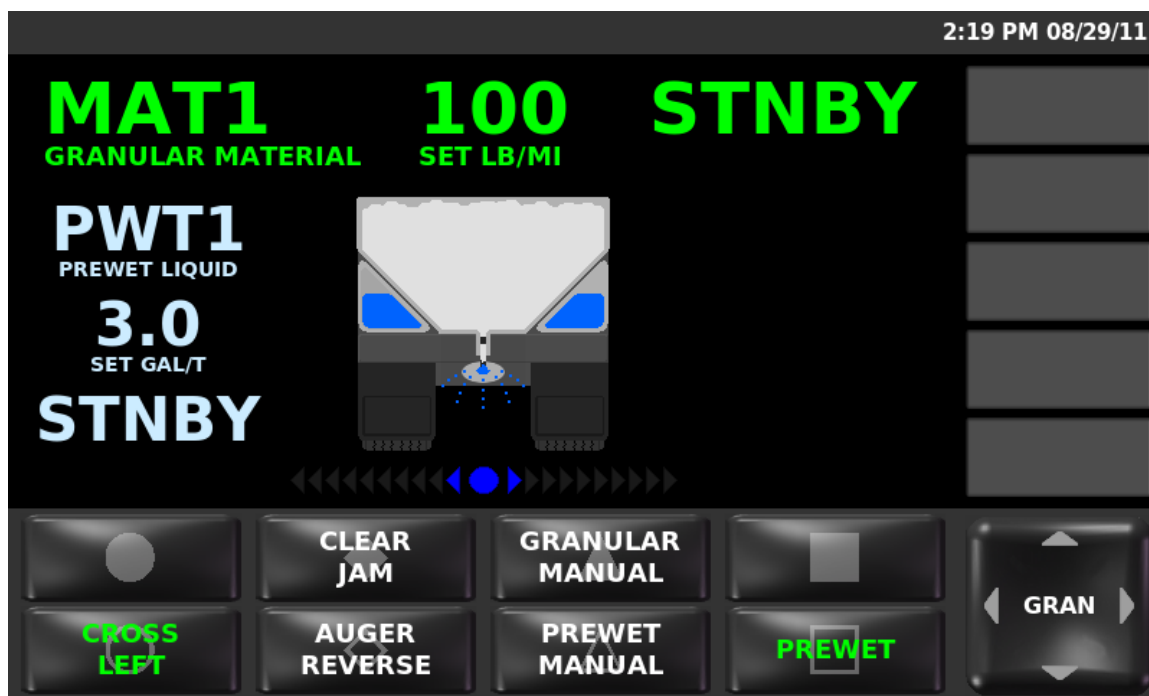 2:19 PM 08/29/11
MAT1 100 STNBY
GRANULAR MATERIAL SET LB/MI
PWT1
PREWET LIQUID
3.0
SET GAL/T
STNBY
CLEAR
JAM
GRANULAR
MANUAL
CROSS
LEFT
AUGER
REVERSE
PREWET
MANUAL
PREWET
GRAN